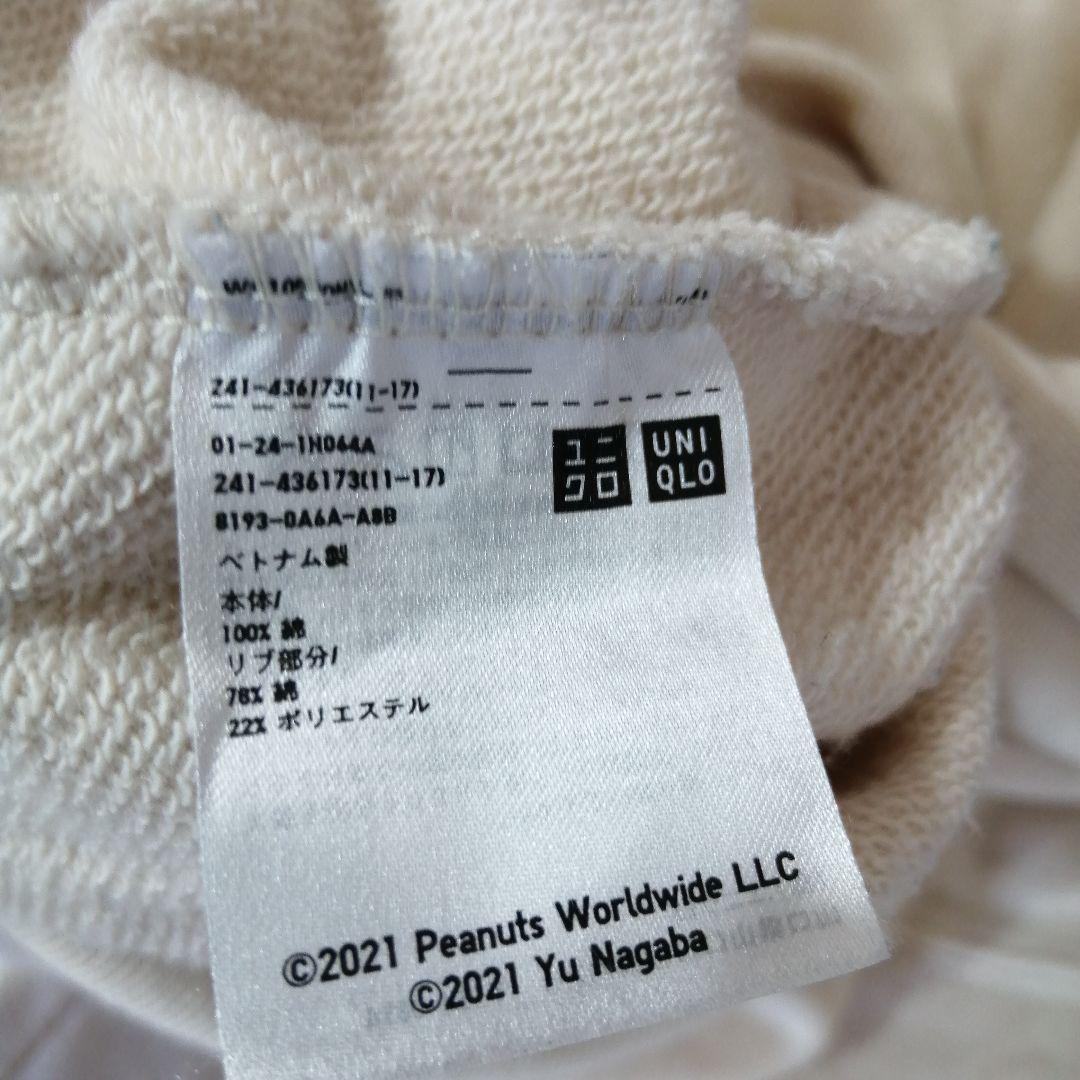 241-436173(11-17)
01-24-1N044A
241-436173(11-17)
8193-0A6A-A8B
ベトナム製
本体/
100% 綿
リブ部分/
78% 綿
22% ポリエステル
ユニ
クロ
UNI
QLO
©2021 Peanuts Worldwide LLC
©2021 Yu Nagaba